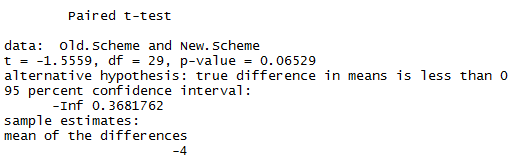 Paired t-test
data: Old.Scheme and New.Scheme
t = -1.5559, df = 29, p-value = 0.06529
alternative hypothesis: true difference in means is less than 0
95 percent confidence interval:
-Inf 0.3681762
sample estimates:
mean of the differences
-4